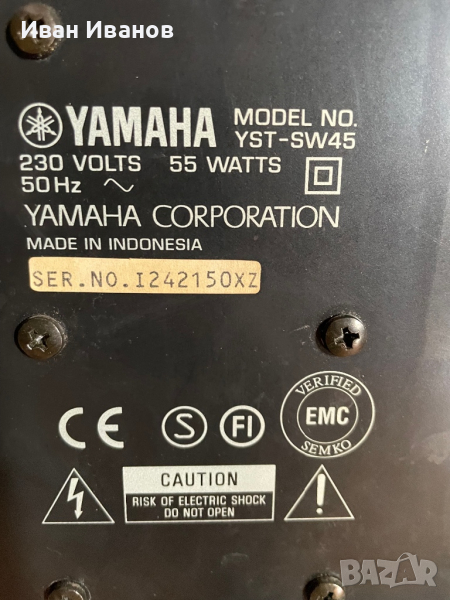 Иван Иванов
YAMAHA
MODEL NO.
YST-SW45
230 VOLTS 55 WATTS
50Hz
YAMAHA CORPORATION
MADE IN INDONESIA
SER.NO.I242150XZ
CE S FI
VERIFIED
EMC
SEMKO
CAUTION
RISK OF ELECTRIC SHOCK
DO NOT OPEN
BAZAR